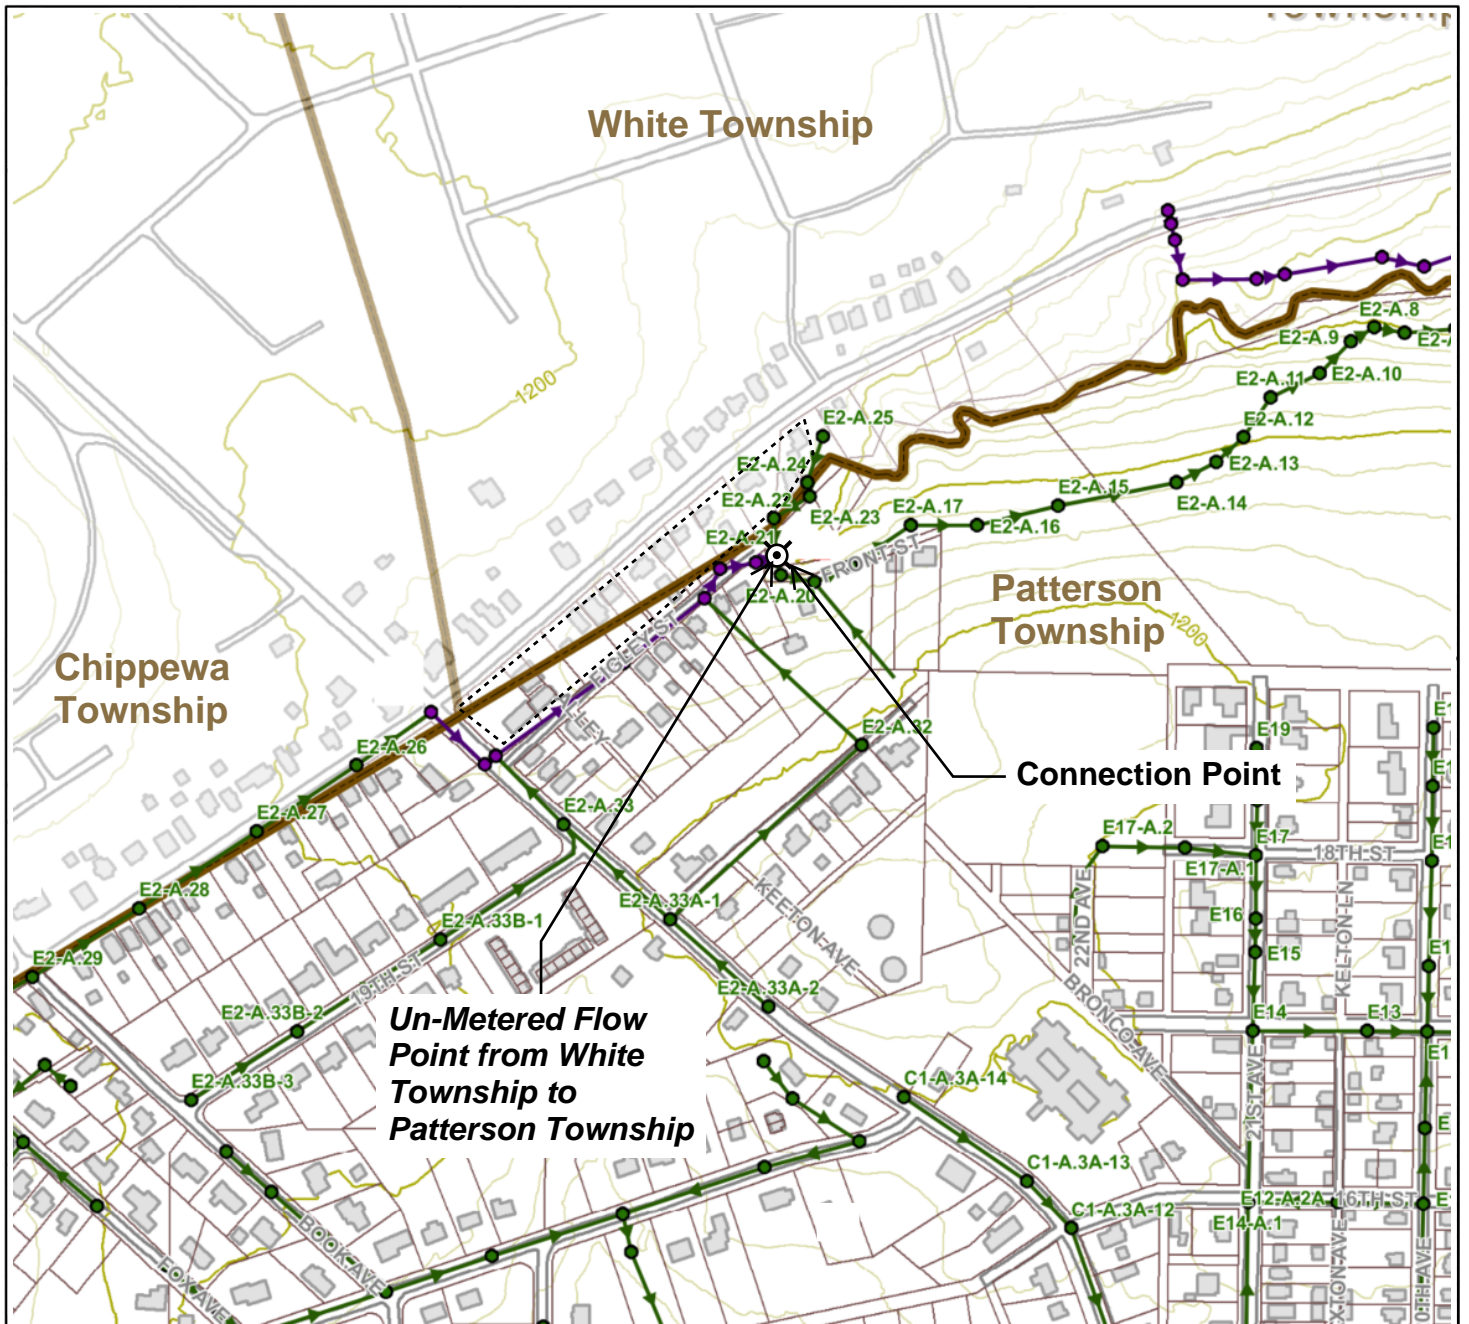 White Township
1200
E2-A.8
E2-A.9
E2-A.10
E2-A.11
E2-A.12
E2-A.13
E2-A.14
E2-A.15
E2-A.16
E2-A.17
E2-A.25
E2-A.24
E2-A.22
E2-A.23
E2-A.21
FRONT ST
E2-A.20
FIGLEY ST
ALLEY
Patterson
Township
1200
Chippewa
Township
E2-A.26
E2-A.27
E2-A.28
E2-A.29
E2-A.32
E2-A.33
Connection Point
E19
E17-A.2
E17
18TH ST
E17-A.1
E2-A.33A-1
E2-A.33B-1
KEETON AVE
22ND AVE
E16
KELTON LN
E15
19TH ST
E2-A.33A-2
E2-A.33B-2
BRONCO AVE
E14
E13
Un-Metered Flow
Point from White
Township to
Patterson Township
E2-A.33B-3
C1-A.3A-14
21ST AVE
C1-A.3A-13
E12-A.2A
16TH ST
C1-A.3A-12
E14-A.1
BOOK AVE
FOX AVE